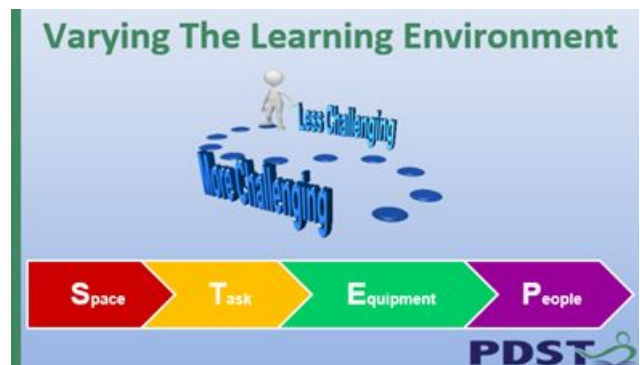 Varying The Learning Environment
Less Challenging
More Challenging
Space
Task
Equipment
People
PDST